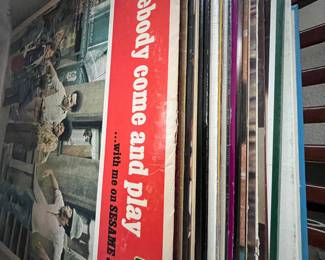 ebody come and play
...with me on SESAME